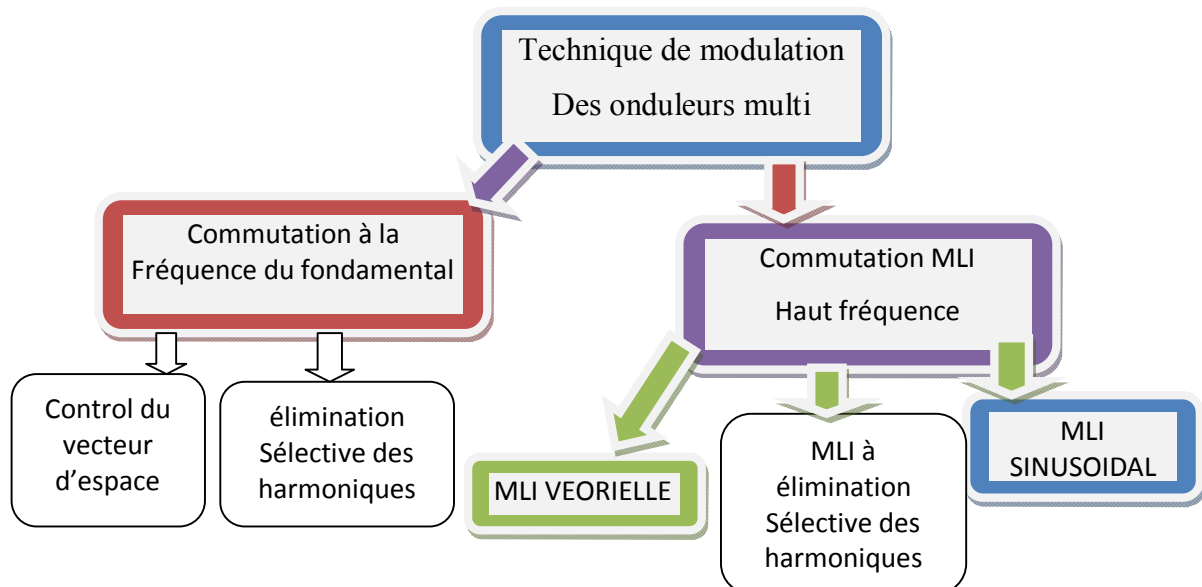 Technique de modulation
Des onduleurs multi
Commutation à la
Fréquence du fondamental
Commutation MLI
Haut fréquence
Control du
vecteur
d'espace
élimination
Sélective des
harmoniques
MLI VEORIELLE
MLI à
élimination
Sélective des
harmoniques
MLI
SINUSOIDAL